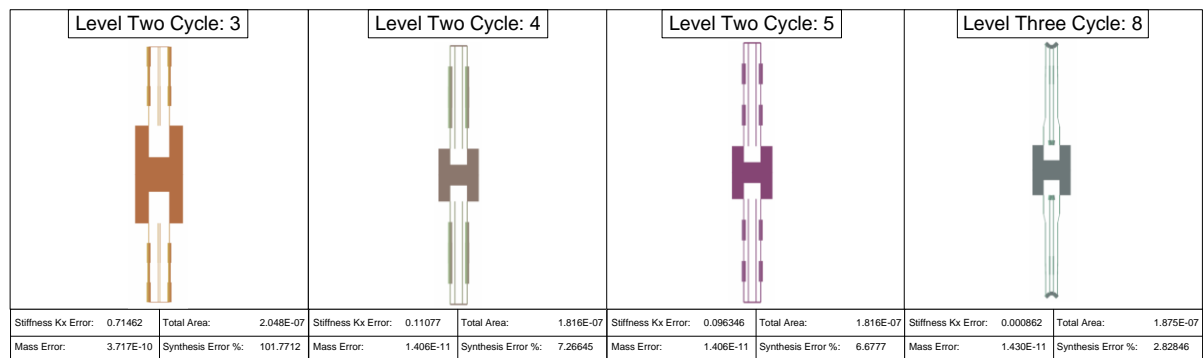 Level Two Cycle: 3
Level Two Cycle: 4
Level Two Cycle: 5
Level Three Cycle: 8
Stiffness Kx Error: 0.71462 Total Area: 2.048E-07
Mass Error: 3.717E-10 Synthesis Error %: 101.7712
Stiffness Kx Error: 0.11077 Total Area: 1.816E-07
Mass Error: 1.406E-11 Synthesis Error %: 7.26645
Stiffness Kx Error: 0.096346 Total Area: 1.816E-07
Mass Error: 1.406E-11 Synthesis Error %: 6.6777
Stiffness Kx Error: 0.000862 Total Area: 1.875E-07
Mass Error: 1.430E-11 Synthesis Error %: 2.82846